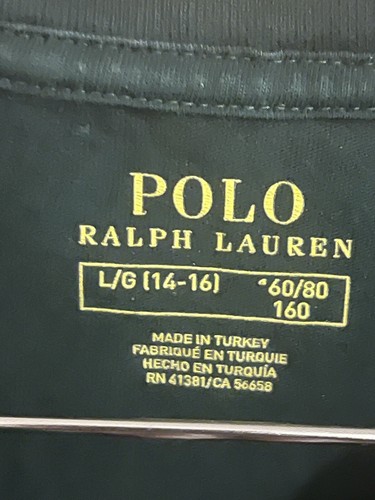 POLO
RALPH LAUREN
L/G (14-16) 60/80
160
MADE IN TURKEY
FABRIQUÉ EN TURQUIE
HECHO EN TURQUÍA
RN 41381/CA 56658